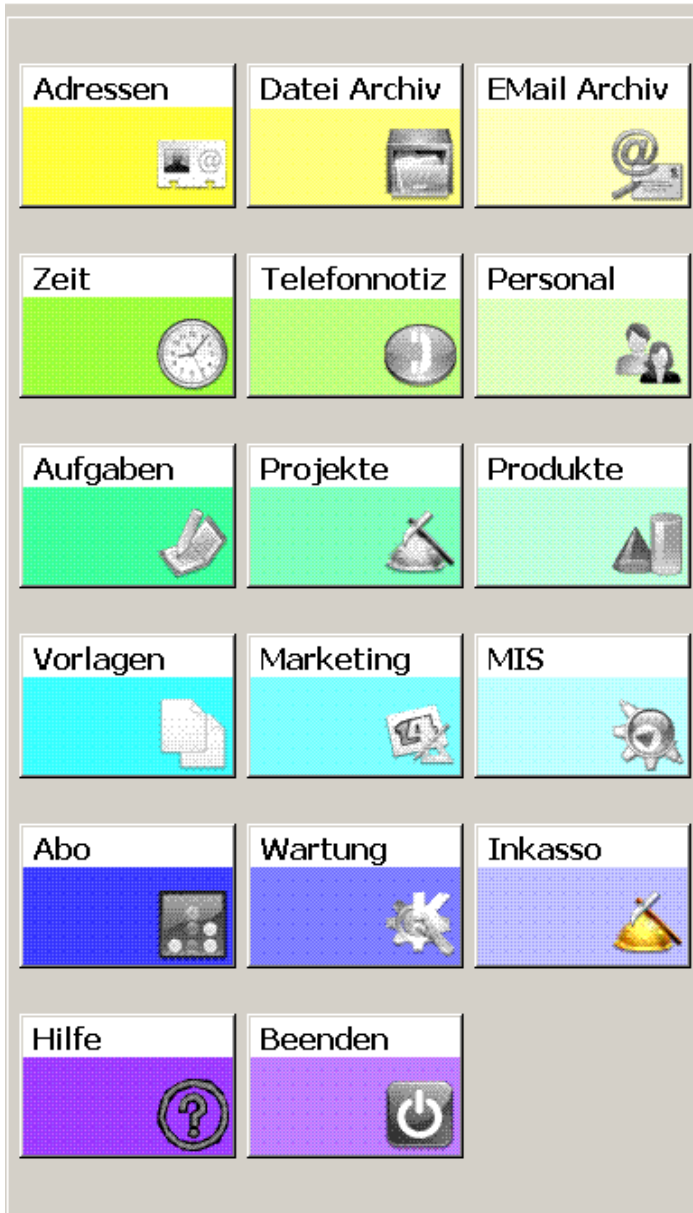 Adressen
Datei Archiv
EMail Archiv
Zeit
Telefonnotiz
Personal
Aufgaben
Projekte
Produkte
Vorlagen
Marketing
MIS
Abo
Wartung
Inkasso
Hilfe
Beenden